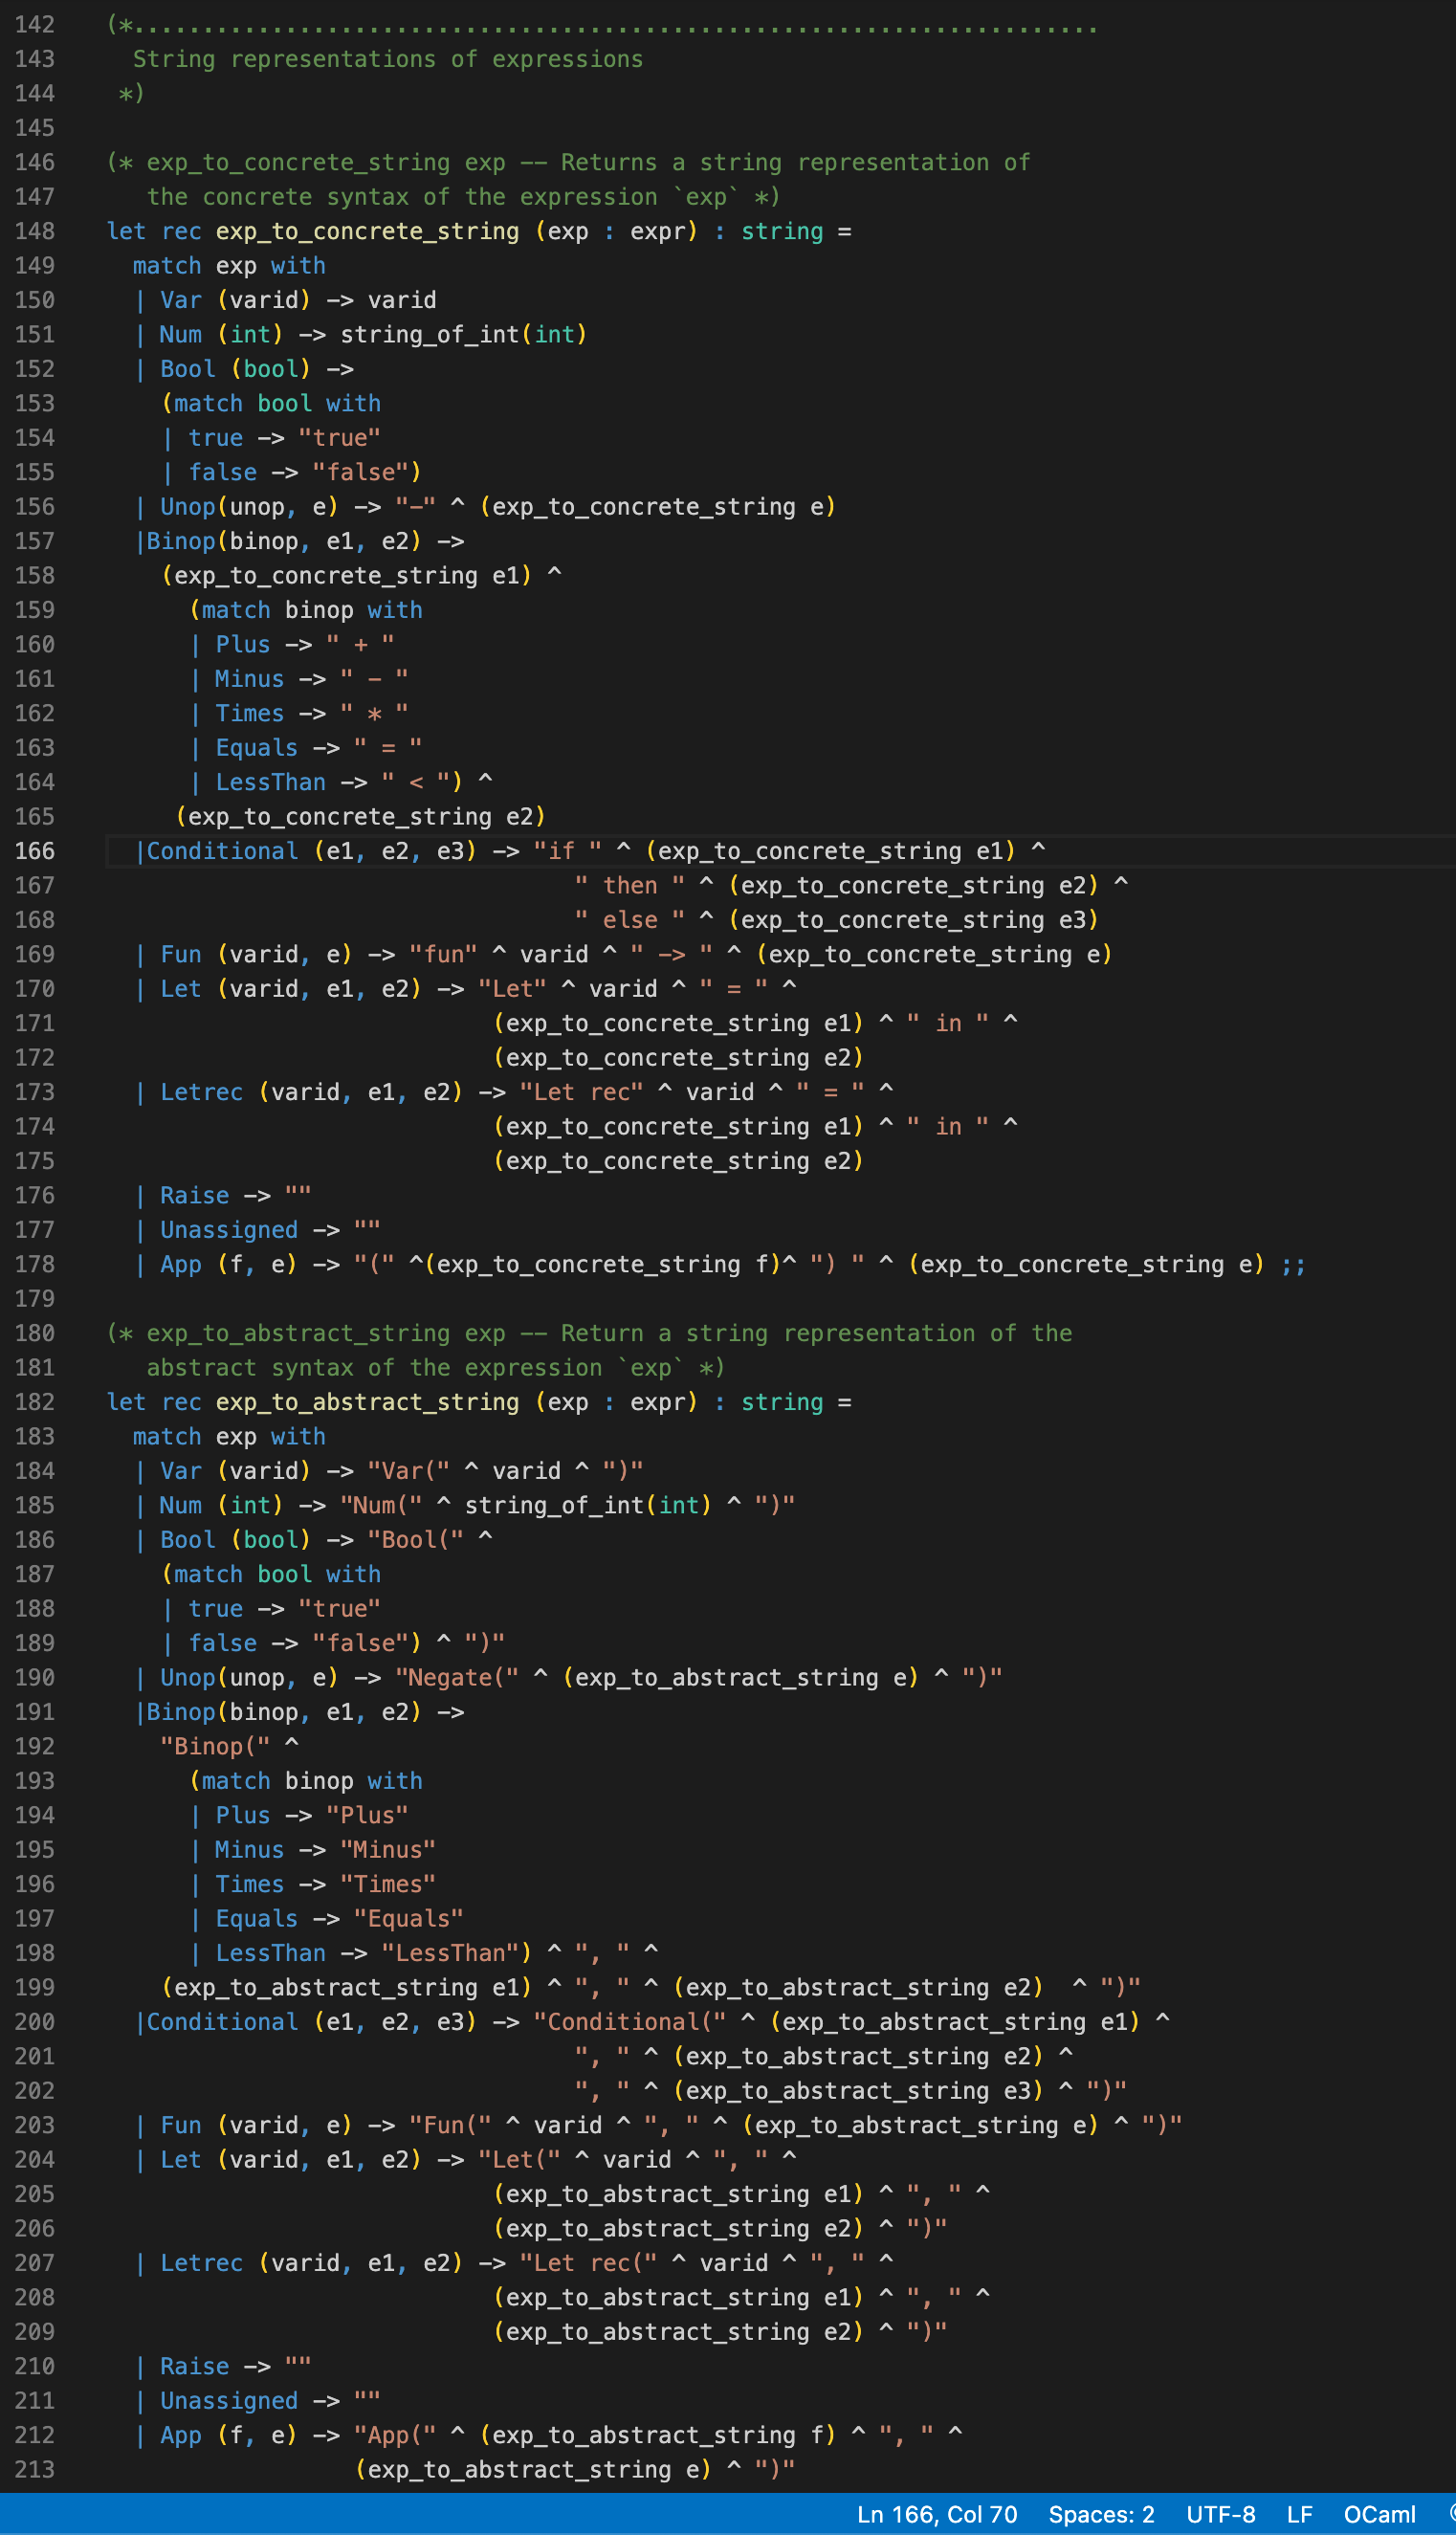 142 (*......................................................................
143 String representations of expressions
144 *)
145
146 (* exp_to_concrete_string exp -- Returns a string representation of
147 the concrete syntax of the expression `exp` *)
148 let rec exp_to_concrete_string (exp : expr) : string =
149 match exp with
150 | Var (varid) -> varid
151 | Num (int) -> string_of_int(int)
152 | Bool (bool) ->
153 (match bool with
154 | true -> "true"
155 | false -> "false")
156 | Unop(unop, e) -> "-" ^ (exp_to_concrete_string e)
157 |Binop(binop, e1, e2) ->
158 (exp_to_concrete_string e1) ^
159 (match binop with
160 | Plus -> " + "
161 | Minus -> " - "
162 | Times -> " * "
163 | Equals -> " = "
164 | LessThan -> " < ") ^
165 (exp_to_concrete_string e2)
166 |Conditional (e1, e2, e3) -> "if " ^ (exp_to_concrete_string e1) ^
167 " then " ^ (exp_to_concrete_string e2) ^
168 " else " ^ (exp_to_concrete_string e3)
169 | Fun (varid, e) -> "fun" ^ varid ^ " -> " ^ (exp_to_concrete_string e)
170 | Let (varid, e1, e2) -> "Let" ^ varid ^ " = " ^
171 (exp_to_concrete_string e1) ^ " in " ^
172 (exp_to_concrete_string e2)
173 | Letrec (varid, e1, e2) -> "Let rec" ^ varid ^ " = " ^
174 (exp_to_concrete_string e1) ^ " in " ^
175 (exp_to_concrete_string e2)
176 | Raise -> ""
177 | Unassigned -> ""
178 | App (f, e) -> "(" ^(exp_to_concrete_string f)^ ") " ^ (exp_to_concrete_string e) ;;
179
180 (* exp_to_abstract_string exp -- Return a string representation of the
181 abstract syntax of the expression `exp` *)
182 let rec exp_to_abstract_string (exp : expr) : string =
183 match exp with
184 | Var (varid) -> "Var(" ^ varid ^ ")"
185 | Num (int) -> "Num(" ^ string_of_int(int) ^ ")"
186 | Bool (bool) -> "Bool(" ^
187 (match bool with
188 | true -> "true"
189 | false -> "false") ^ ")"
190 | Unop(unop, e) -> "Negate(" ^ (exp_to_abstract_string e) ^ ")"
191 |Binop(binop, e1, e2) ->
192 "Binop(" ^
193 (match binop with
194 | Plus -> "Plus"
195 | Minus -> "Minus"
196 | Times -> "Times"
197 | Equals -> "Equals"
198 | LessThan -> "LessThan") ^ ", " ^
199 (exp_to_abstract_string e1) ^ ", " ^ (exp_to_abstract_string e2)  ^ ")"
200 |Conditional (e1, e2, e3) -> "Conditional(" ^ (exp_to_abstract_string e1) ^
201 ", " ^ (exp_to_abstract_string e2) ^
202 ", " ^ (exp_to_abstract_string e3) ^ ")"
203 | Fun (varid, e) -> "Fun(" ^ varid ^ ", " ^ (exp_to_abstract_string e) ^ ")"
204 | Let (varid, e1, e2) -> "Let(" ^ varid ^ ", " ^
205 (exp_to_abstract_string e1) ^ ", " ^
206 (exp_to_abstract_string e2) ^ ")"
207 | Letrec (varid, e1, e2) -> "Let rec(" ^ varid ^ ", " ^
208 (exp_to_abstract_string e1) ^ ", " ^
209 (exp_to_abstract_string e2) ^ ")"
210 | Raise -> ""
211 | Unassigned -> ""
212 | App (f, e) -> "App(" ^ (exp_to_abstract_string f) ^ ", " ^
213 (exp_to_abstract_string e) ^ ")"
Ln 166, Col 70 Spaces: 2 UTF-8 LF OCaml